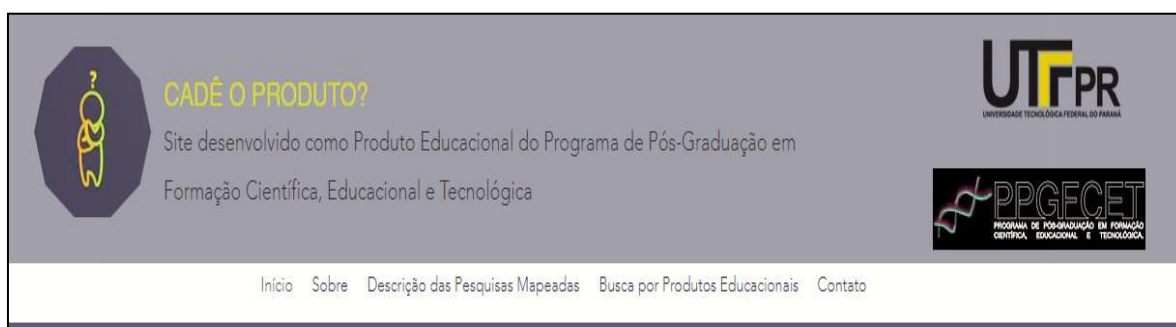 ?
CADÊ O PRODUTO?
Site desenvolvido como Produto Educacional do Programa de Pós-Graduação em
Formação Científica, Educacional e Tecnológica
UTFPR
UNIVERSIDADE TECNOLÓGICA FEDERAL DO PARANÁ
PPGFCET
PROGRAMA DE PÓS-GRADUAÇÃO EM FORMAÇÃO
CIENTÍFICA, EDUCACIONAL E TECNOLÓGICA.
Início Sobre Descrição das Pesquisas Mapeadas Busca por Produtos Educacionais Contato